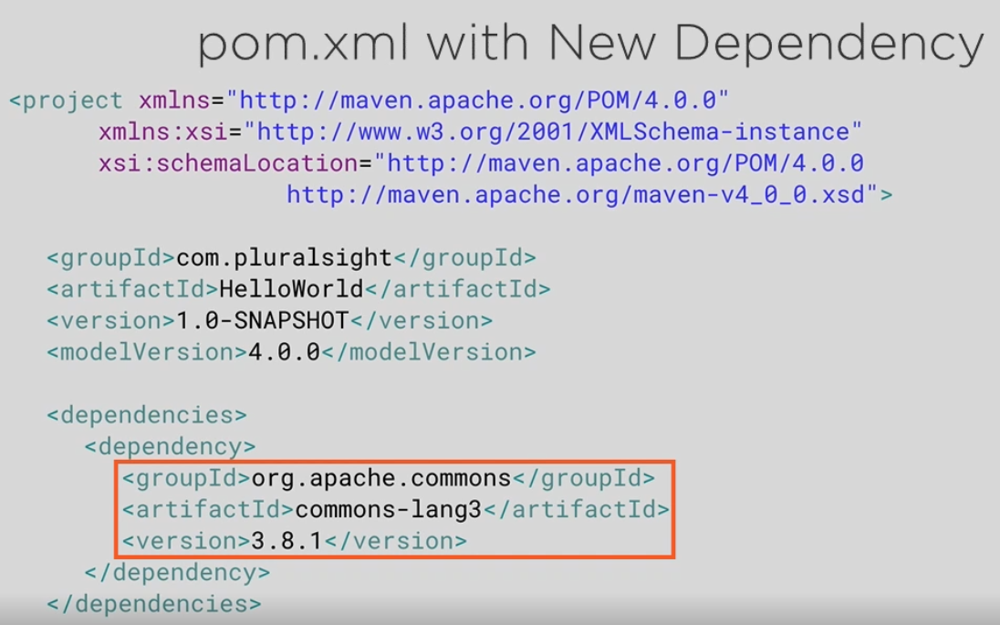 pom.xml with New Dependency
<project xmlns="http://maven.apache.org/POM/4.0.0"
xmlns:xsi="http://www.w3.org/2001/XMLSchema-instance"
xsi:schemaLocation="http://maven.apache.org/POM/4.0.0
http://maven.apache.org/maven-v4_0_0.xsd">
<groupId>com.pluralsight</groupId>
<artifactId>HelloWorld</artifactId>
<version>1.0-SNAPSHOT</version>
<modelVersion>4.0.0</modelVersion>
<dependencies>
<dependency>
<groupId>org.apache.commons</groupId>
<artifactId>commons-lang3</artifactId>
<version>3.8.1</version>
</dependency>
</dependencies>